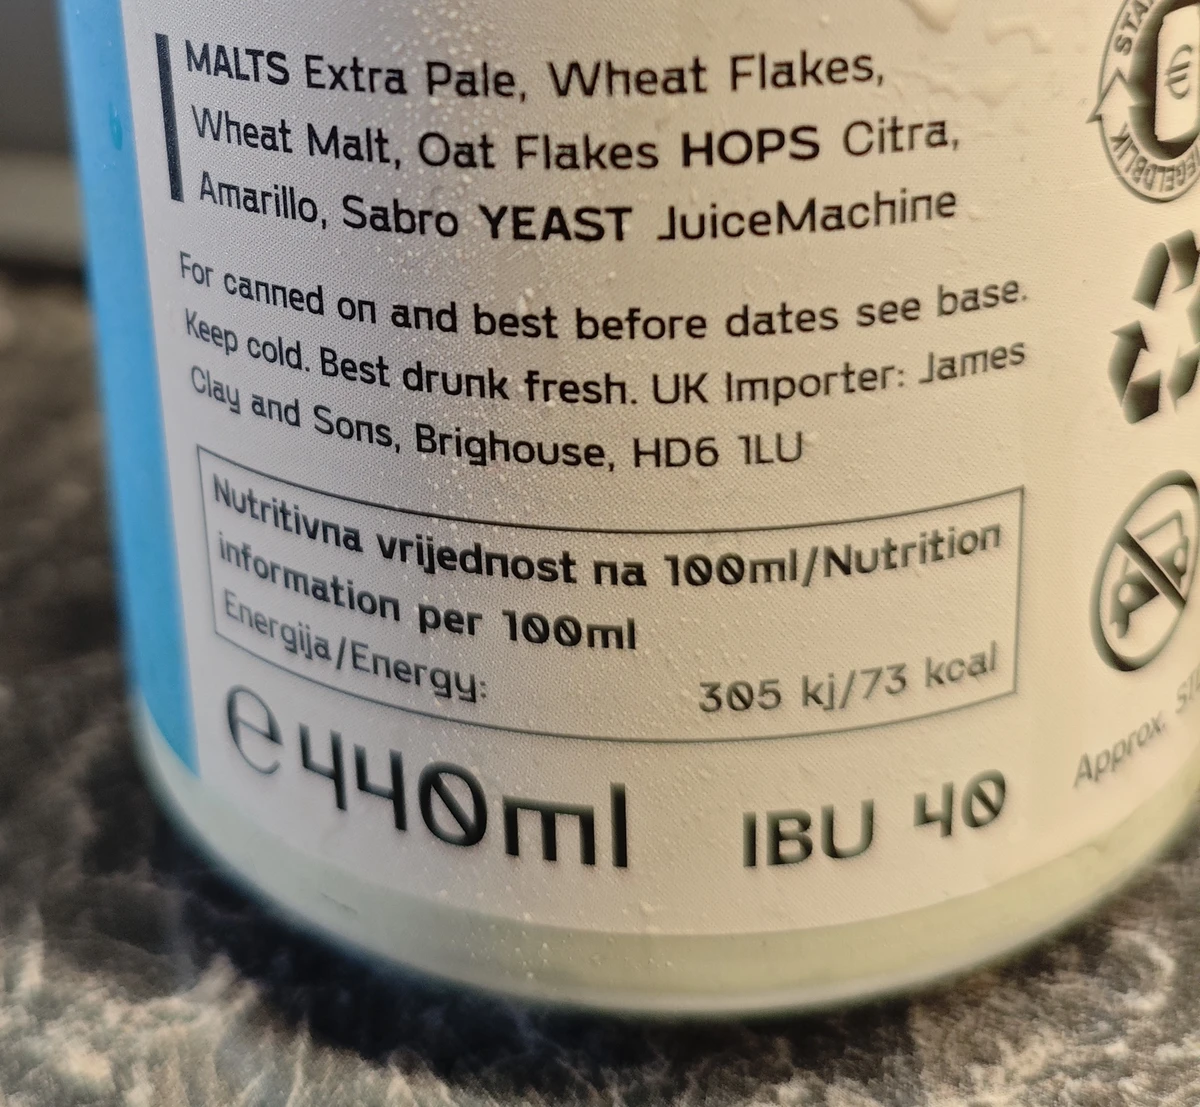 MALTS Extra Pale, Wheat Flakes,
Wheat Malt, Oat Flakes HOPS Citra,
Amarillo, Sabro YEAST JuiceMachine
For canned on and best before dates see base.
Keep cold. Best drunk fresh. UK Importer: James
Clay and Sons, Brighouse, HD6 1LU
Nutritivna vrijednost na 100ml/Nutrition
information per 100ml
Energija/Energy: 305 kj/73 kcal
e 440ml IBU 40
€
Approx.